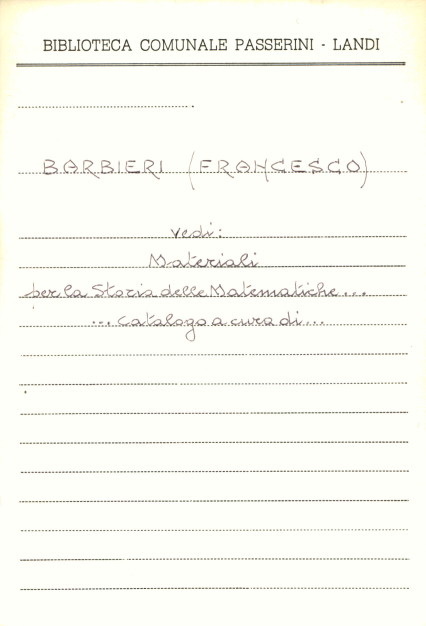 BIBLIOTECA COMUNALE PASSERINI - LANDI
BARBIERI (FRANCESCO)
vedi:
Materiali
per la Storia delle Matematiche...
... catalogo a cura di...